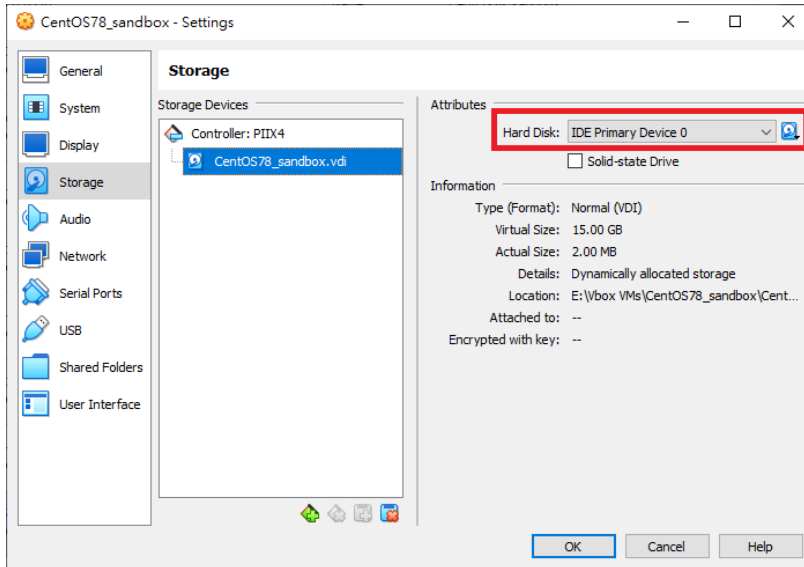 CentOS78_sandbox - Settings
General
System
Display
Storage
Audio
Network
Serial Ports
USB
Shared Folders
User Interface
Storage
Storage Devices
Controller: PIIX4
CentOS78_sandbox.vdi
Attributes
Hard Disk: IDE Primary Device 0
Solid-state Drive
Information
Type (Format): Normal (VDI)
Virtual Size: 15.00 GB
Actual Size: 2.00 MB
Details: Dynamically allocated storage
Location: E:\Vbox VMs\CentOS78_sandbox\Cent...
Attached to: --
Encrypted with key: --
OK Cancel Help